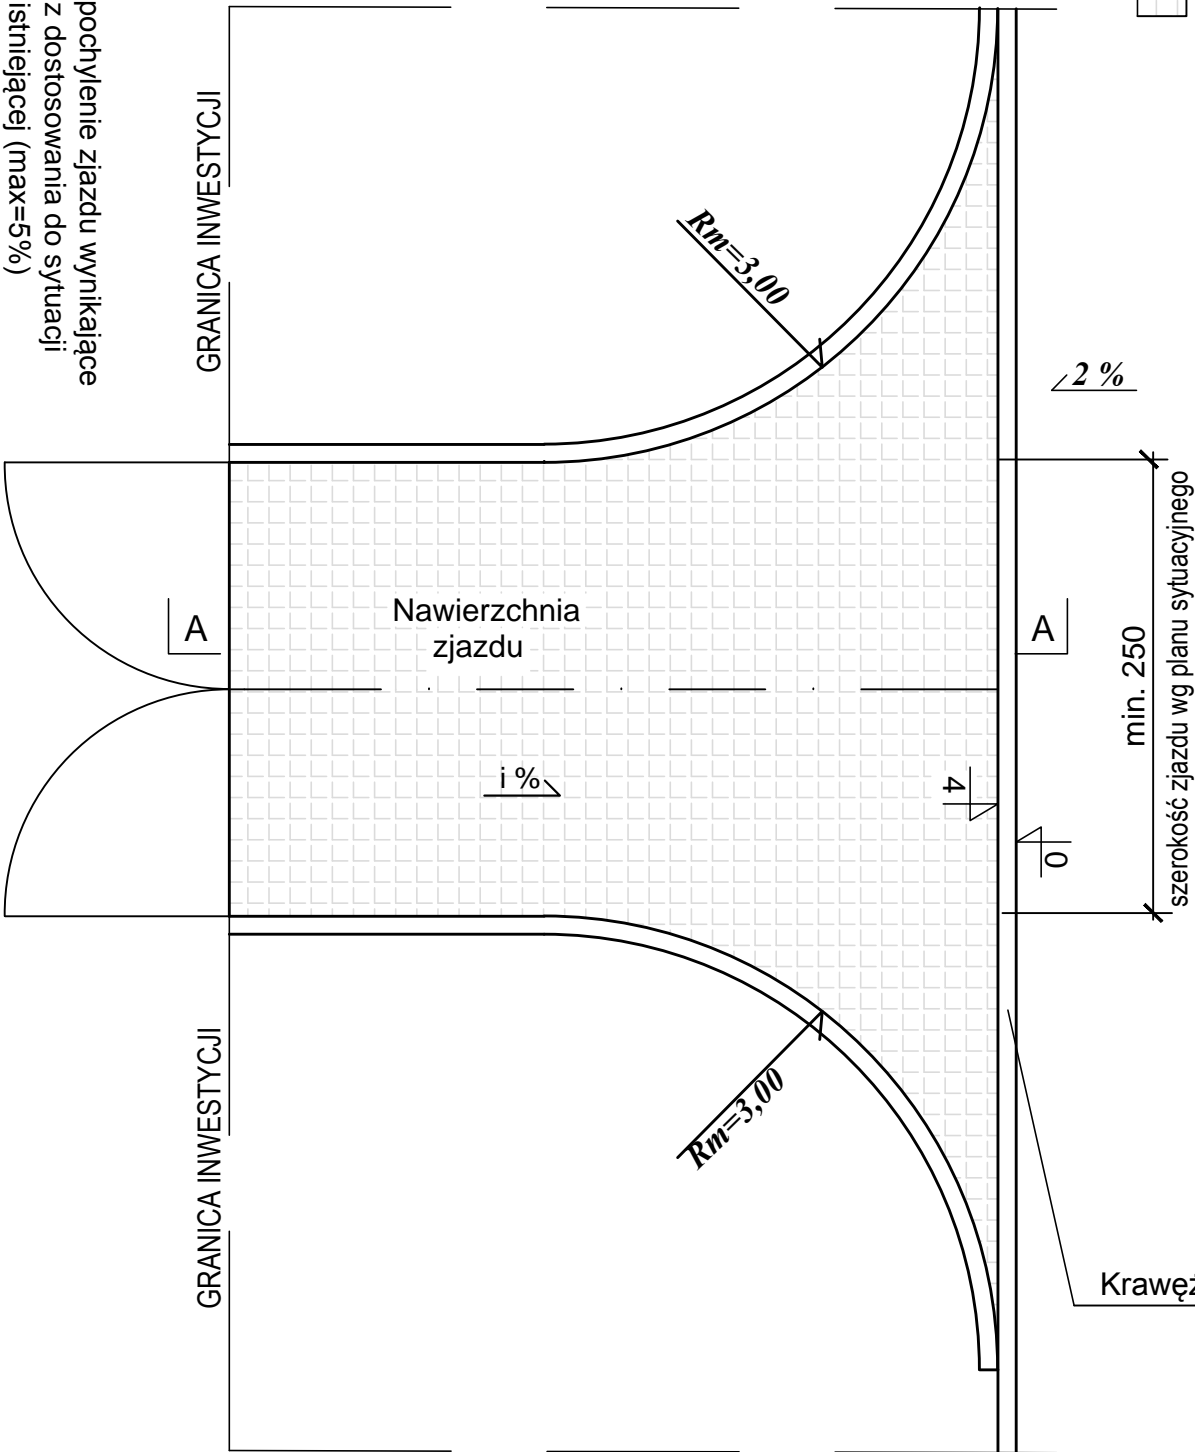 pochylenie zjazdu wynikające
z dostosowania do sytuacji
istniejącej (max=5%)
GRANICA INWESTYCJI
Rm=3,00
2 %
A
Nawierzchnia
zjazdu
A
min. 250
szerokość zjazdu wg planu sytuacyjnego
i %
4
0
GRANICA INWESTYCJI
Rm=3,00